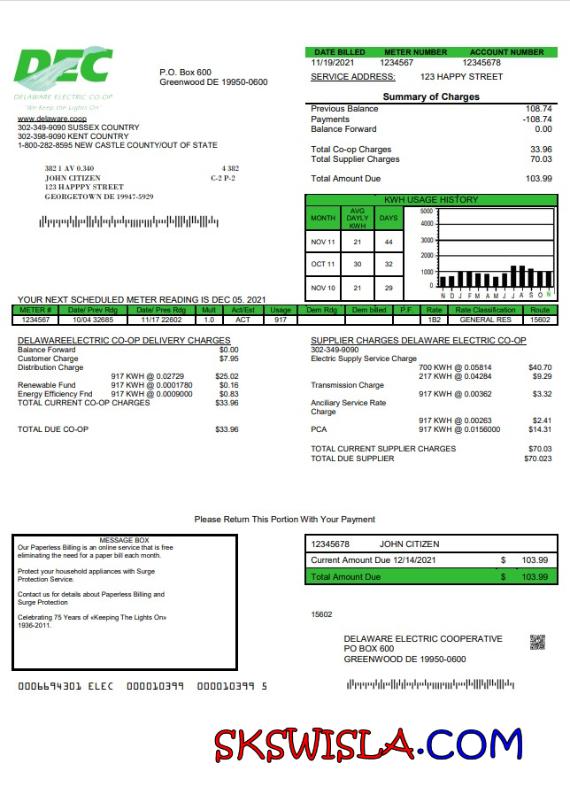 DEC
DELAWARE ELECTRIC CO-OP
"We Keep the Lights On"
www.delaware.coop
302-349-9090 SUSSEX COUNTRY
302-398-9090 KENT COUNTRY
1-800-282-8595 NEW CASTLE COUNTY/OUT OF STATE
P.O. Box 600
Greenwood DE 19950-0600
382 1 AV 0.340 4 382
JOHN CITIZEN C-2 P-2
123 HAPPPY STREET
GEORGETOWN DE 19947-5929
DATE BILLED METER NUMBER ACCOUNT NUMBER
11/19/2021 1234567 12345678
SERVICE ADDRESS: 123 HAPPY STREET
Summary of Charges
Previous Balance 108.74
Payments -108.74
Balance Forward 0.00
Total Co-op Charges 33.96
Total Supplier Charges 70.03
Total Amount Due 103.99
KWH USAGE HISTORY
MONTH AVG DAYLY KWH DAYS
NOV 11 21 44
OCT 11 30 32
NOV 10 21 29
5000
4000
3000
2000
1000
0
N D J F M A M J J A S O N
YOUR NEXT SCHEDULED METER READING IS DEC 05. 2021
METER # Date/ Prev Rdg Date/ Pres Rdg Mult Act/Est Usage Dem Rdg Dem billed P.F. Rate Rate Classification Route
1234567 10/04 32685 11/17 22602 1.0 ACT 917 1B2 GENERAL RES 15602
DELAWAREELECTRIC CO-OP DELIVERY CHARGES
Balance Forward $0.00
Customer Charge $7.95
Distribution Charge
917 KWH @ 0.02729 $25.02
Renewable Fund 917 KWH @ 0.0001780 $0.16
Energy Efficiency Fnd 917 KWH @ 0.0009000 $0.83
TOTAL CURRENT CO-OP CHARGES $33.96
TOTAL DUE CO-OP $33.96
SUPPLIER CHARGES DELAWARE ELECTRIC CO-OP
302-349-9090
Electric Supply Service Charge
700 KWH @ 0.05814 $40.70
217 KWH @ 0.04284 $9.29
Transmission Charge
917 KWH @ 0.00362 $3.32
Ancillary Service Rate
Charge
917 KWH @ 0.00263 $2.41
PCA 917 KWH @ 0.0156000 $14.31
TOTAL CURRENT SUPPLIER CHARGES $70.03
TOTAL DUE SUPPLIER $70.023
Please Return This Portion With Your Payment
MESSAGE BOX
Our Paperless Billing is an online service that is free
eliminating the need for a paper bill each month.
Protect your household appliances with Surge
Protection Service.
Contact us for details about Paperless Billing and
Surge Protection
Celebrating 75 Years of «Keeping The Lights On»
1936-2011.
12345678 JOHN CITIZEN
Current Amount Due 12/14/2021 $ 103.99
Total Amount Due $ 103.99
15602
DELAWARE ELECTRIC COOPERATIVE
PO BOX 600
GREENWOOD DE 19950-0600
0006694301 ELEC 000010399 000010399 5
SKSWISLA.COM